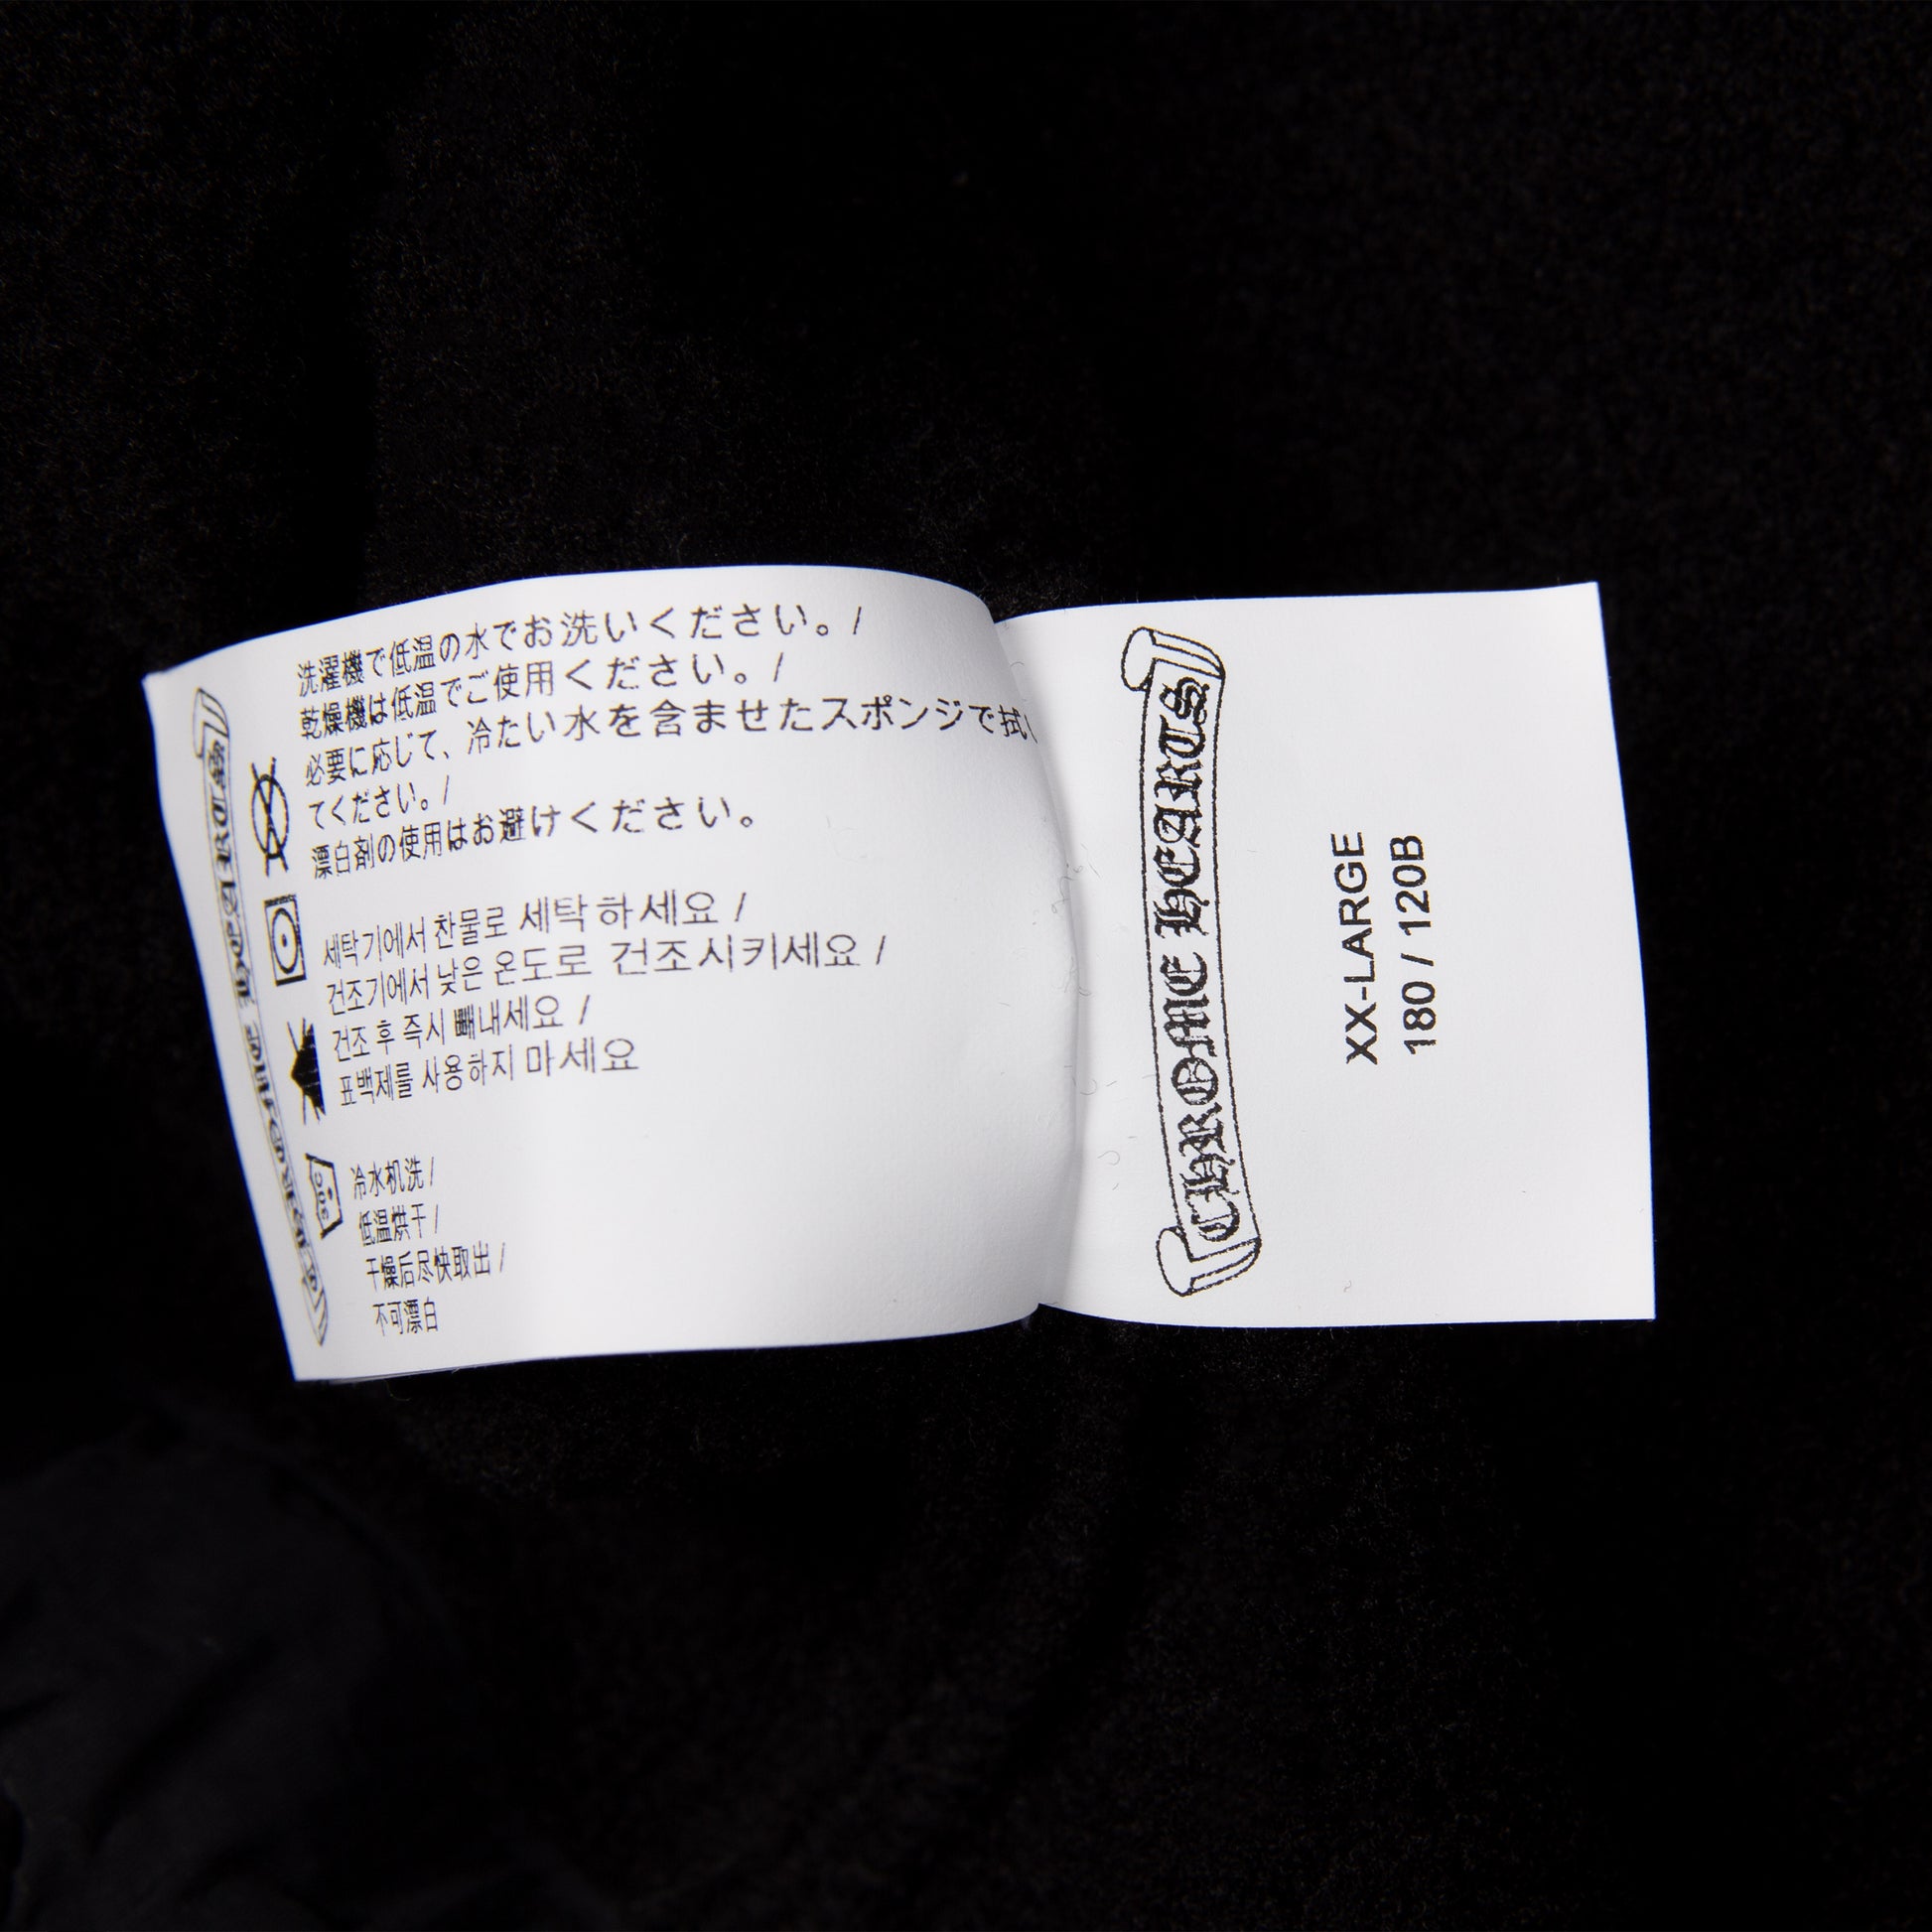 洗濯機で低温の水でお洗いください。/
乾燥機は低温でご使用ください。/
必要に応じて、冷たい水を含ませたスポンジで拭い
てください。/
漂白剤の使用はお避けください。
세탁기에서 찬물로 세탁하세요 /
건조기에서 낮은 온도로 건조시키세요 /
건조 후 즉시 빼내세요 /
표백제를 사용하지 마세요
冷水机洗 /
低温烘干 /
干燥后尽快取出 /
不可漂白
30C
CHROME HEARTS
XX-LARGE
180 / 120B